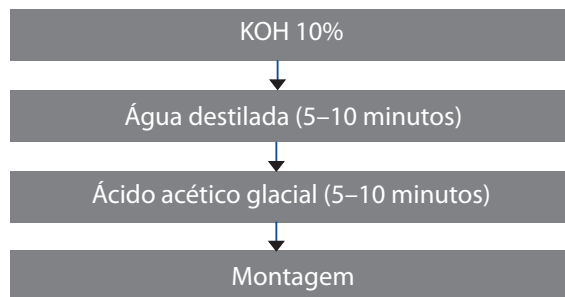 KOH 10%
Água destilada (5–10 minutos)
Ácido acético glacial (5–10 minutos)
Montagem